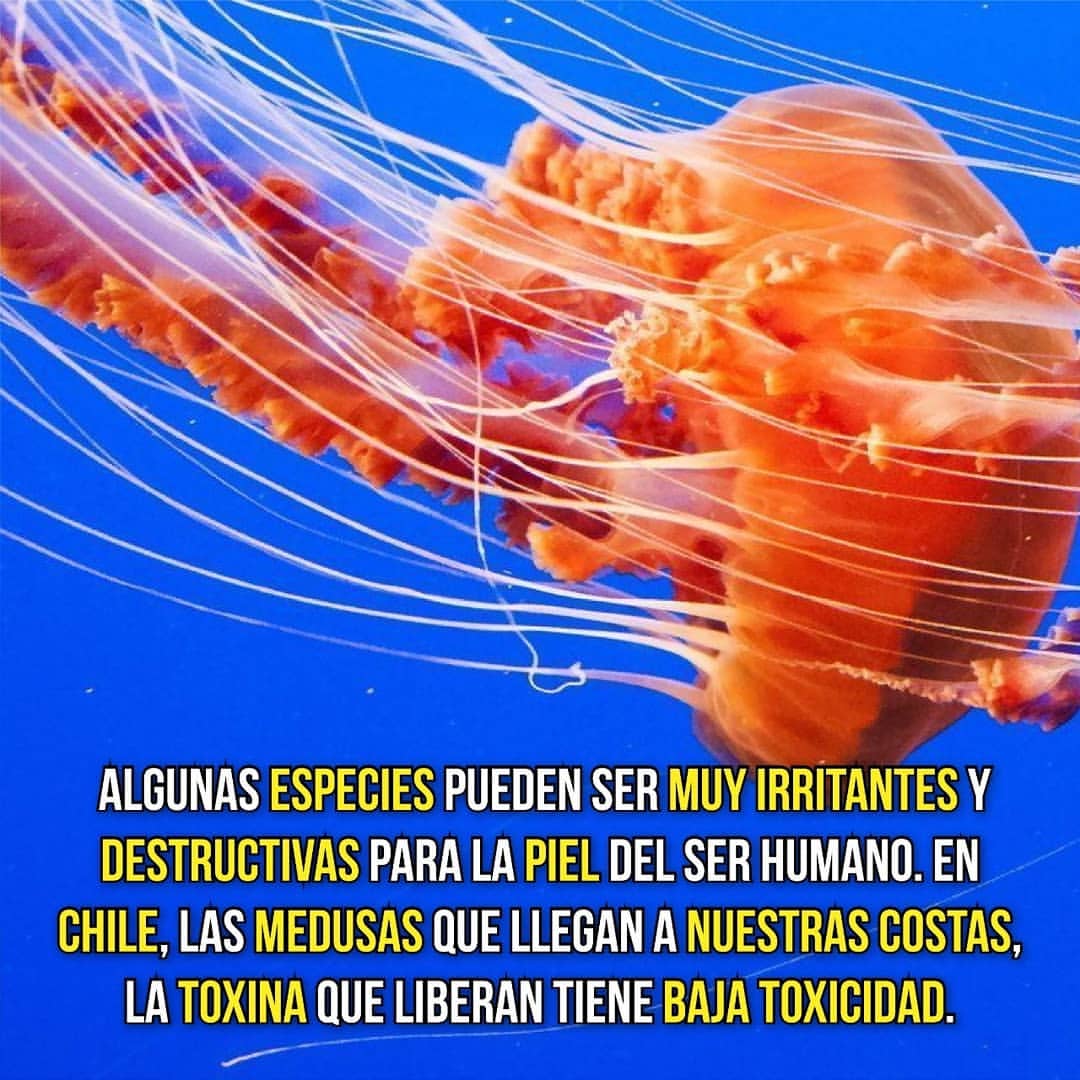 ALGUNAS ESPECIES PUEDEN SER MUY IRRITANTES Y
DESTRUCTIVAS PARA LA PIEL DEL SER HUMANO. EN
CHILE, LAS MEDUSAS QUE LLEGAN A NUESTRAS COSTAS,
LA TOXINA QUE LIBERAN TIENE BAJA TOXICIDAD.